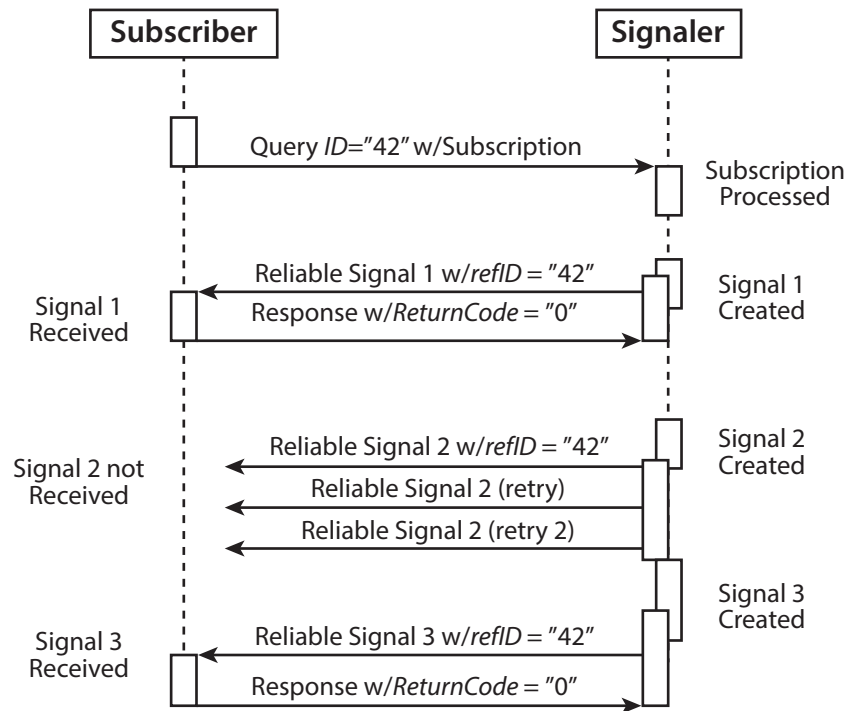 Subscriber
Signaler
Query ID=”42” w/Subscription
Subscription
Processed
Reliable Signal 1 w/refID = ”42”
Signal 1
Created
Signal 1
Received
Response w/ReturnCode = ”0”
Reliable Signal 2 w/refID = ”42”
Signal 2
Created
Signal 2 not
Received
Reliable Signal 2 (retry)
Reliable Signal 2 (retry 2)
Signal 3
Created
Signal 3
Received
Reliable Signal 3 w/refID = ”42”
Response w/ReturnCode = ”0”